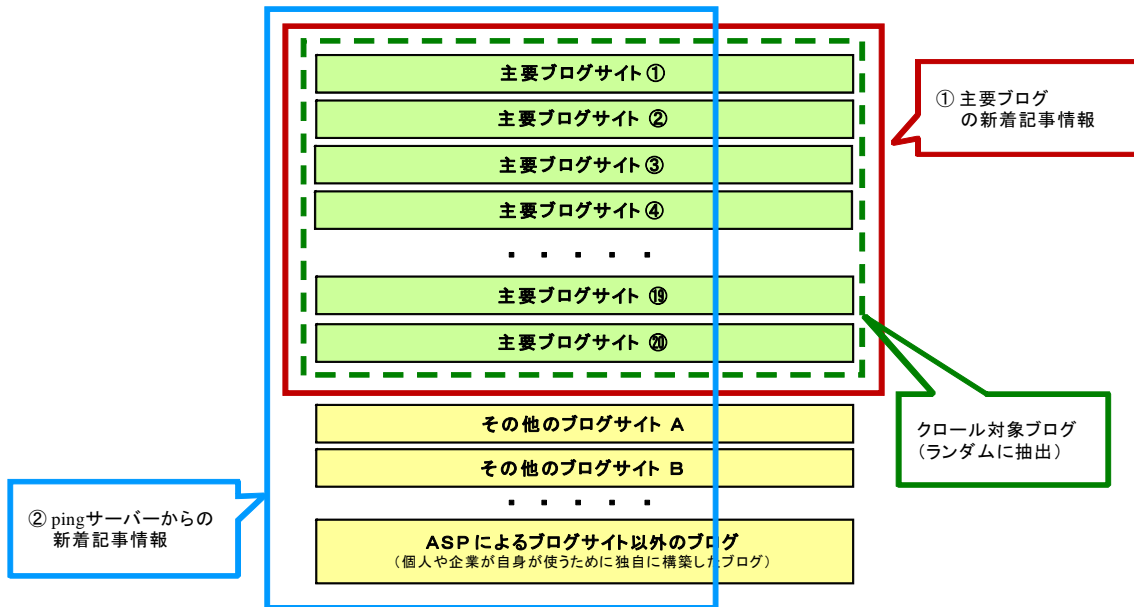 主要ブログサイト ①
主要ブログサイト ②
主要ブログサイト ③
主要ブログサイト ④
・・・・・
主要ブログサイト ⑲
主要ブログサイト ⑳
その他のブログサイト A
その他のブログサイト B
・・・・・
ASPによるブログサイト以外のブログ
（個人や企業が自身が使うために独自に構築したブログ）
① 主要ブログ
の新着記事情報
クロール対象ブログ
（ランダムに抽出）
② pingサーバーからの
新着記事情報